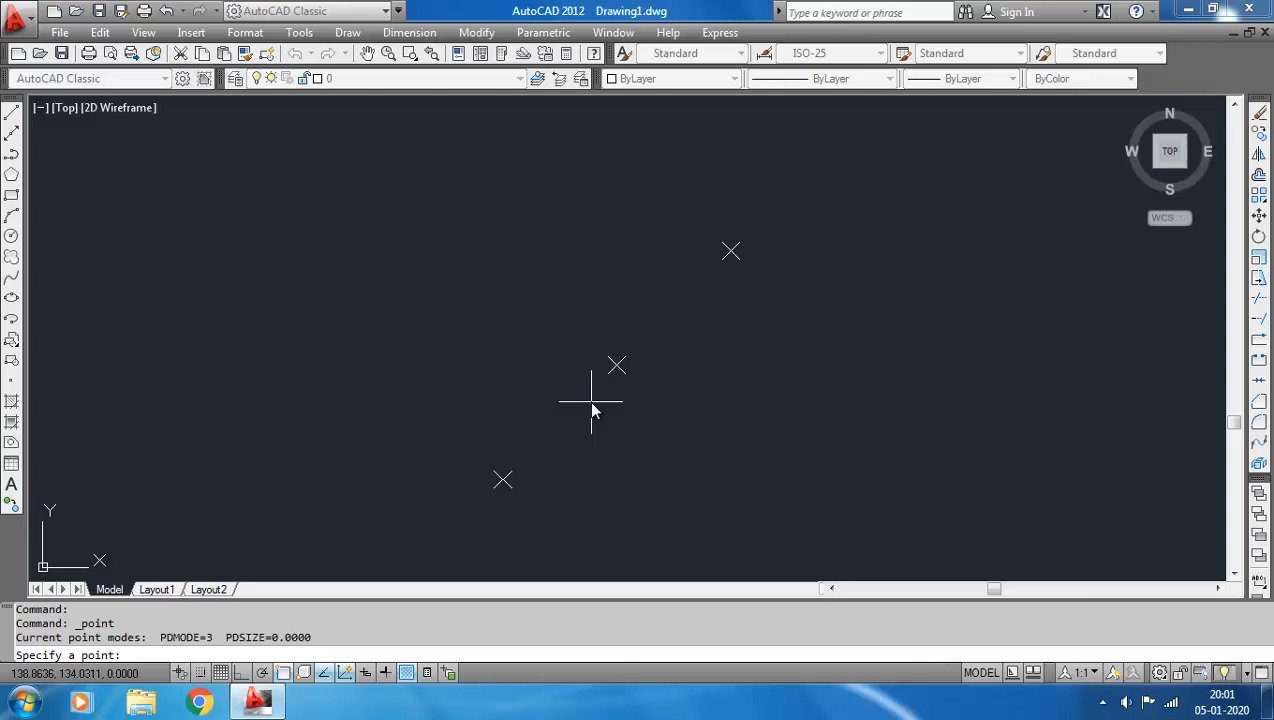 AutoCAD Classic
AutoCAD 2012 Drawing1.dwg
Type a keyword or phrase
Sign In
File Edit View Insert Format Tools Draw Dimension Modify Parametric Window Help Express
Standard ISO-25 Standard Standard
AutoCAD Classic 0 ByLayer ByLayer ByLayer ByColor
[−] [Top] [2D Wireframe]
N
W TOP E
S
WCS
Y
X
Model Layout1 Layout2
Command:
Command: _point
Current point modes: PDMODE=3 PDSIZE=0.0000
Specify a point:
138.8636, 134.0311, 0.0000 MODEL 1:1
20:01
05-01-2020